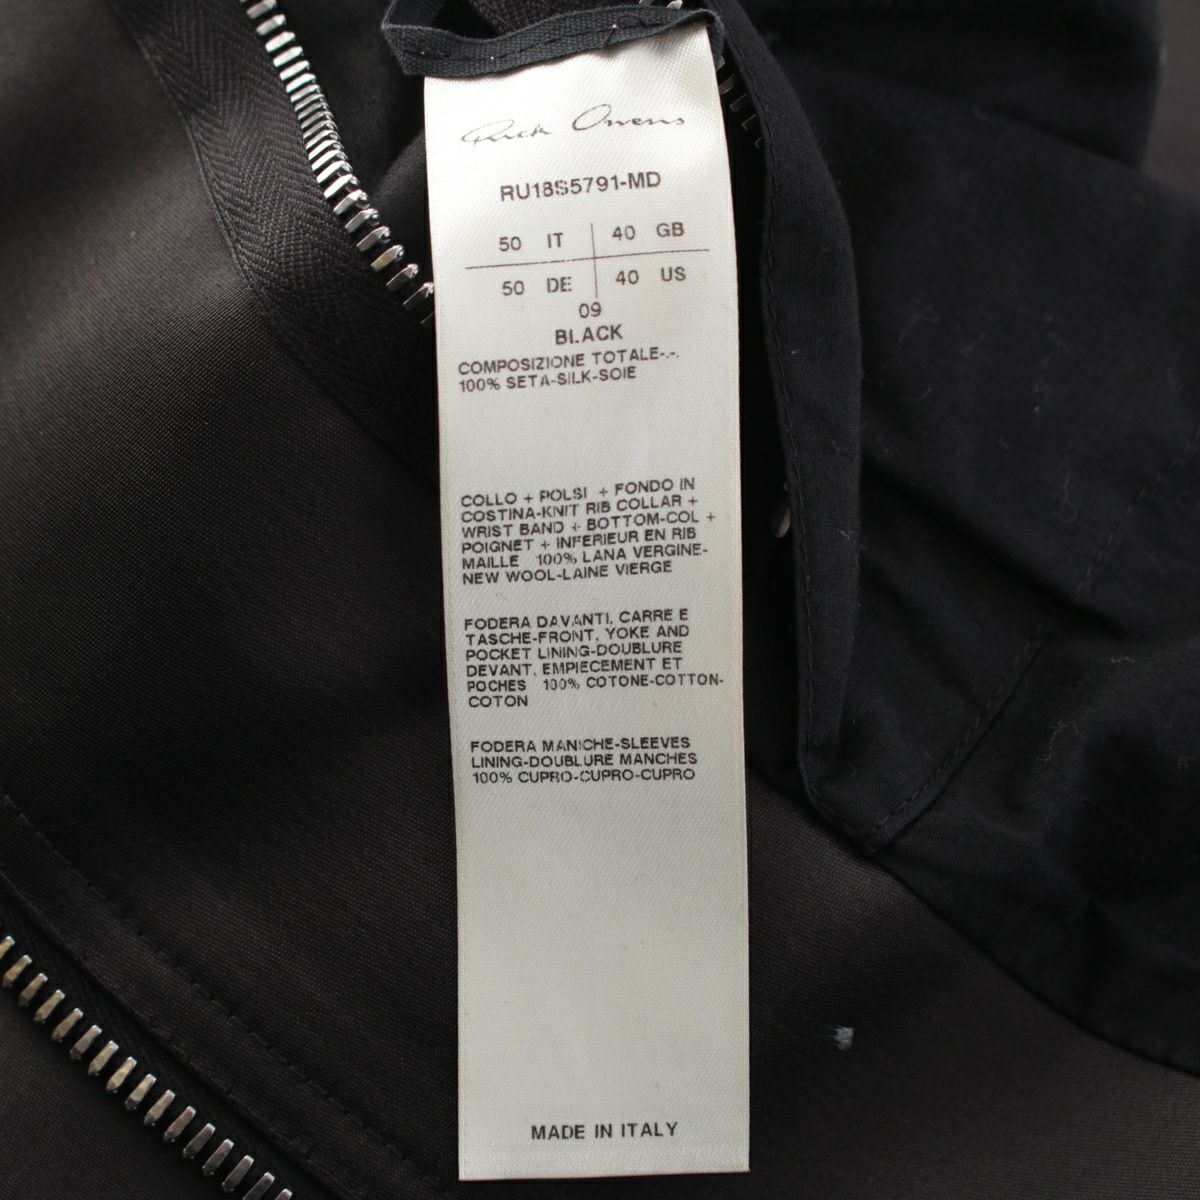 Rick Owens
RU18S5791-MD
50 IT 40 GB
50 DE 40 US
09
BLACK
COMPOSIZIONE TOTALE-.-.
100% SETA-SILK-SOIE
COLLO + POLSI + FONDO IN
COSTINA-KNIT RIB COLLAR +
WRIST BAND + BOTTOM-COL +
POIGNET + INFERIEUR EN RIB
MAILLE 100% LANA VERGINE-
NEW WOOL-LAINE VIERGE
FODERA DAVANTI, CARRE E
TASCHE-FRONT, YOKE AND
POCKET LINING-DOUBLURE
DEVANT, EMPIECEMENT ET
POCHES 100% COTONE-COTTON-
COTON
FODERA MANICHE-SLEEVES
LINING-DOUBLURE MANCHES
100% CUPRO-CUPRO-CUPRO
MADE IN ITALY